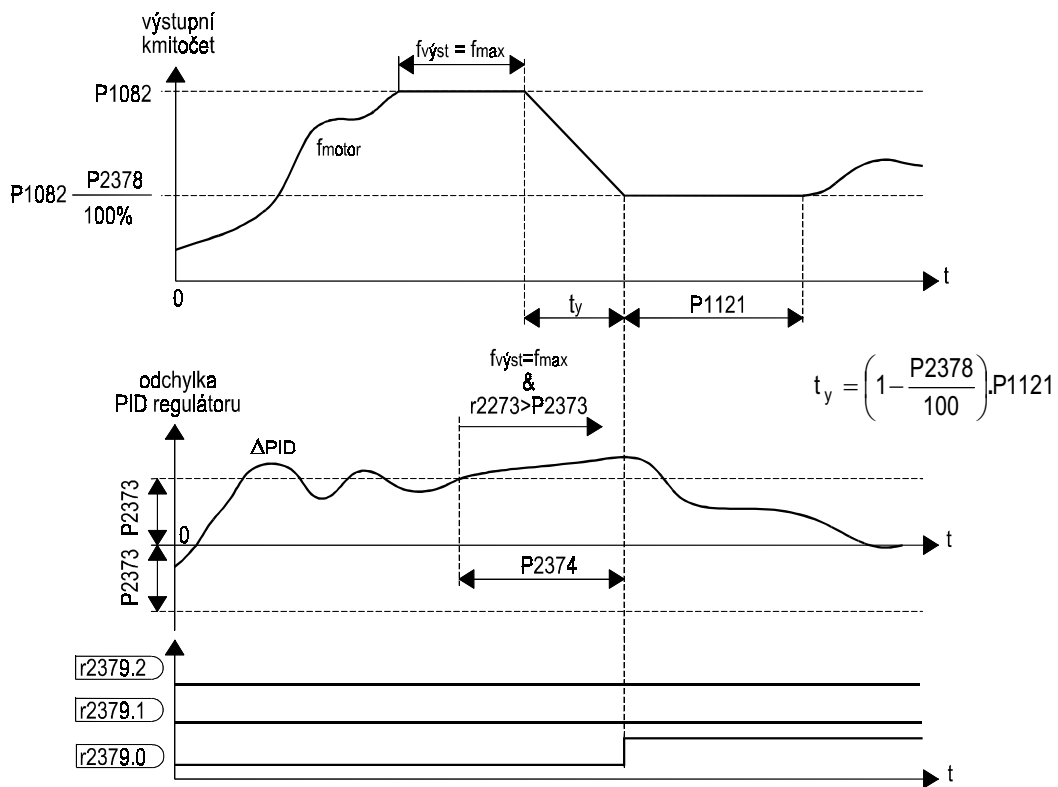 výstupní
kmitočet
fvýst = fmax
P1082
fmotor
P1082 P2378
100%
0
t
ty
P1121
fvýst=fmax
&
r2273>P2373
ty = (1 − P2378/100).P1121
odchylka
PID regulátoru
ΔPID
P2373
0
t
P2373
P2374
r2379.2
r2379.1
r2379.0
t